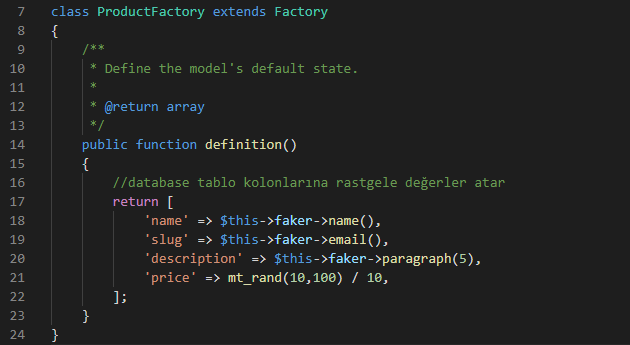 7 class ProductFactory extends Factory
8 {
9 /**
10 * Define the model's default state.
11 *
12 * @return array
13 */
14 public function definition()
15 {
16 //database tablo kolonlarına rastgele değerler atar
17 return [
18 'name' => $this->faker->name(),
19 'slug' => $this->faker->email(),
20 'description' => $this->faker->paragraph(5),
21 'price' => mt_rand(10,100) / 10,
22 ];
23 }
24 }